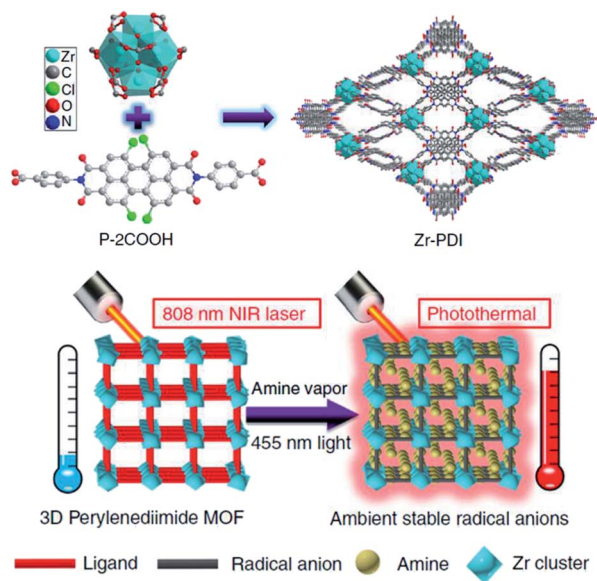 Zr
C
Cl
O
N
P-2COOH
Zr-PDI
808 nm NIR laser
Photothermal
Amine vapor
455 nm light
3D Perylenediimide MOF
Ambient stable radical anions
Ligand
Radical anion
Amine
Zr cluster